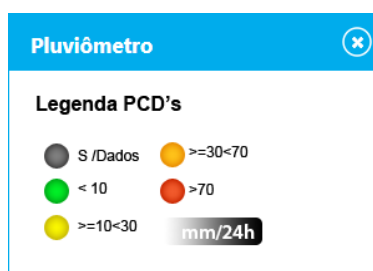 Pluviômetro
Legenda PCD's
S /Dados
>=30<70
< 10
>70
>=10<30
mm/24h